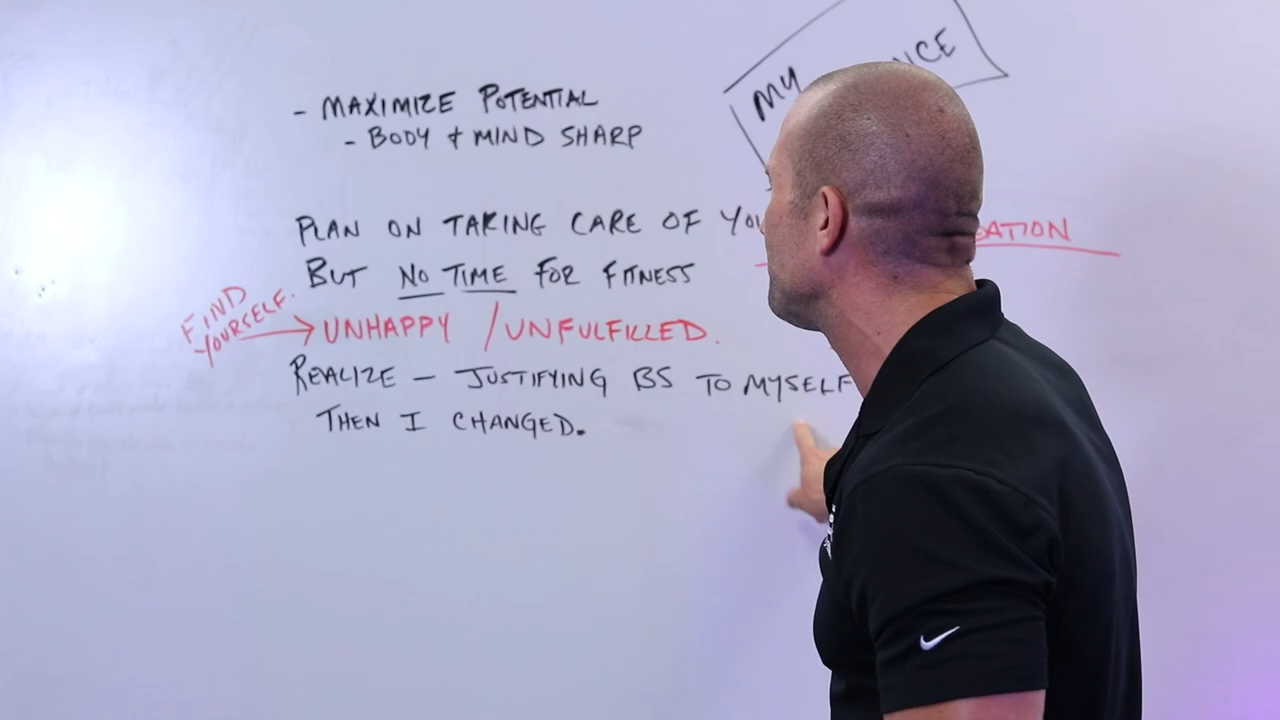 MY
- MAXIMIZE POTENTIAL
- BODY + MIND SHARP
PLAN ON TAKING CARE OF
BUT NO TIME FOR FITNESS
FIND
YOURSELF.
→ UNHAPPY / UNFULFILLED.
REALIZE - JUSTIFYING BS TO MYSELF
THEN I CHANGED.